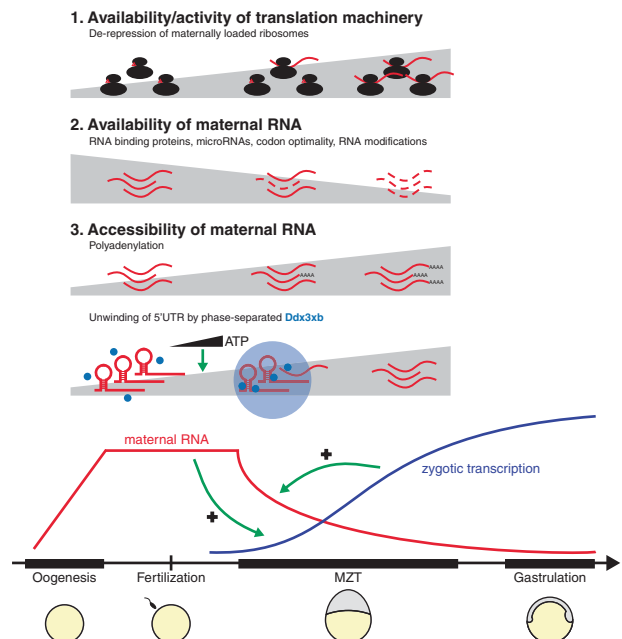 1. Availability/activity of translation machinery
De-repression of maternally loaded ribosomes
2. Availability of maternal RNA
RNA binding proteins, microRNAs, codon optimality, RNA modifications
3. Accessibility of maternal RNA
Polyadenylation
AAAA
AAAA
AAAA
AAAA
Unwinding of 5'UTR by phase-separated Ddx3xb
ATP
maternal RNA
+
zygotic transcription
+
Oogenesis Fertilization MZT Gastrulation